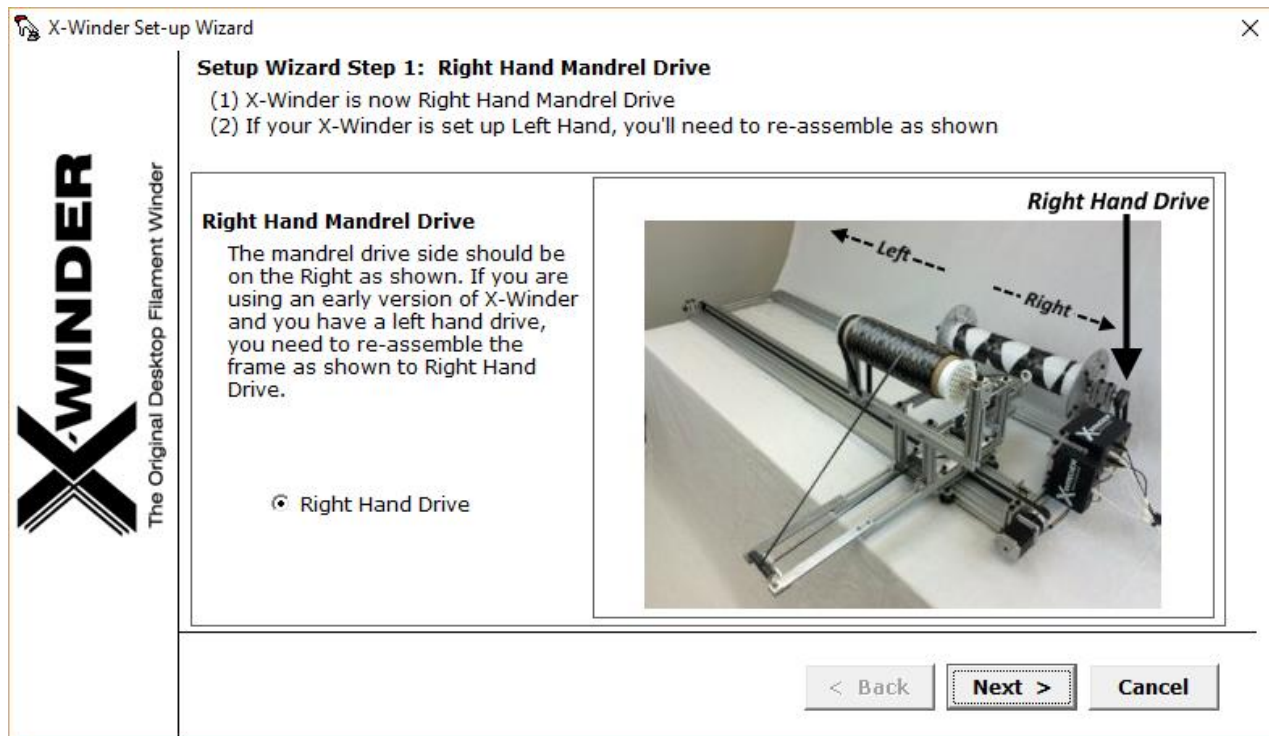 X-Winder Set-up Wizard
Setup Wizard Step 1: Right Hand Mandrel Drive
(1) X-Winder is now Right Hand Mandrel Drive
(2) If your X-Winder is set up Left Hand, you'll need to re-assemble as shown
X-WINDER
The Original Desktop Filament Winder
Right Hand Mandrel Drive
The mandrel drive side should be
on the Right as shown. If you are
using an early version of X-Winder
and you have a left hand drive,
you need to re-assemble the
frame as shown to Right Hand
Drive.
Right Hand Drive
Right Hand Drive
Left
Right
X-WINDER
X-WINDER
< Back
Next >
Cancel